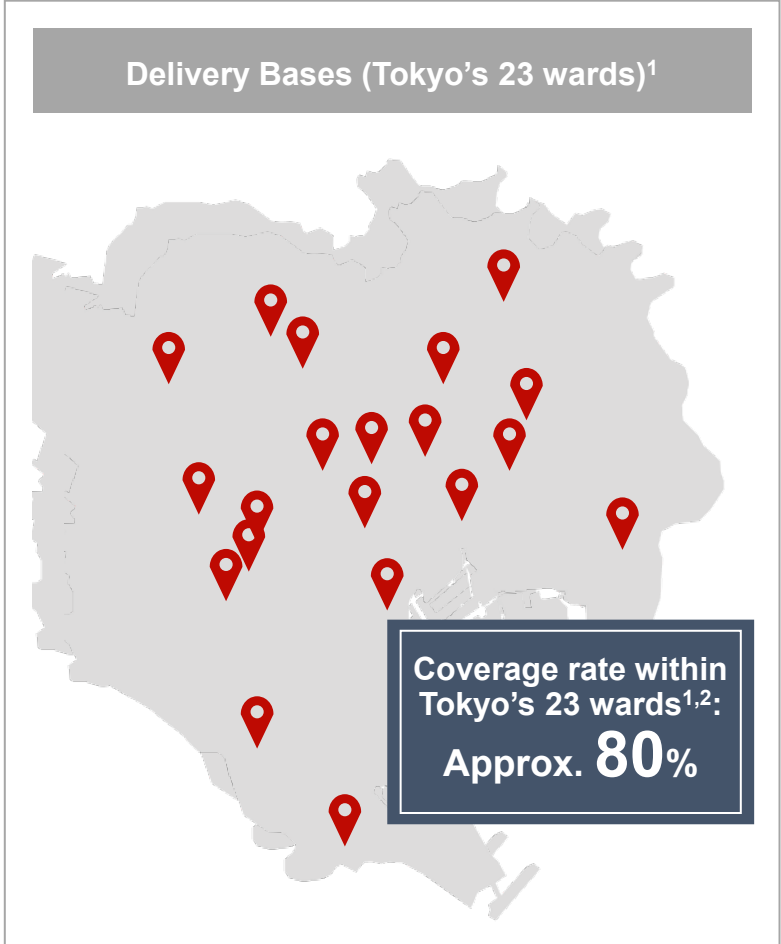 Delivery Bases (Tokyo’s 23 wards)¹
Coverage rate within
Tokyo’s 23 wards¹,²:
Approx. 80%